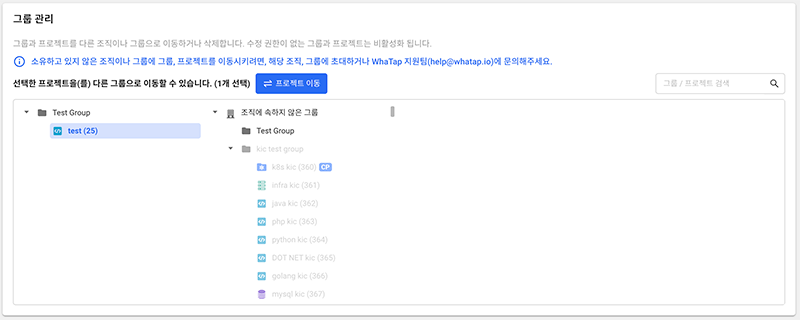 그룹 관리
그룹과 프로젝트를 다른 조직이나 그룹으로 이동하거나 삭제합니다. 수정 권한이 없는 그룹과 프로젝트는 비활성화 됩니다.
소유하고 있지 않은 조직이나 그룹에 그룹, 프로젝트를 이동시키려면, 해당 조직, 그룹에 초대하거나 WhaTap 지원팀(help@whatap.io)에 문의해주세요.
선택한 프로젝트을(를) 다른 그룹으로 이동할 수 있습니다. (1개 선택) 프로젝트 이동 그룹 / 프로젝트 검색
Test Group 조직에 속하지 않은 그룹
test (25) Test Group
kic test group
k8s kic (360) CP
infra kic (361)
java kic (362)
php kic (363)
python kic (364)
DOT NET kic (365)
golang kic (366)
mysql kic (367)